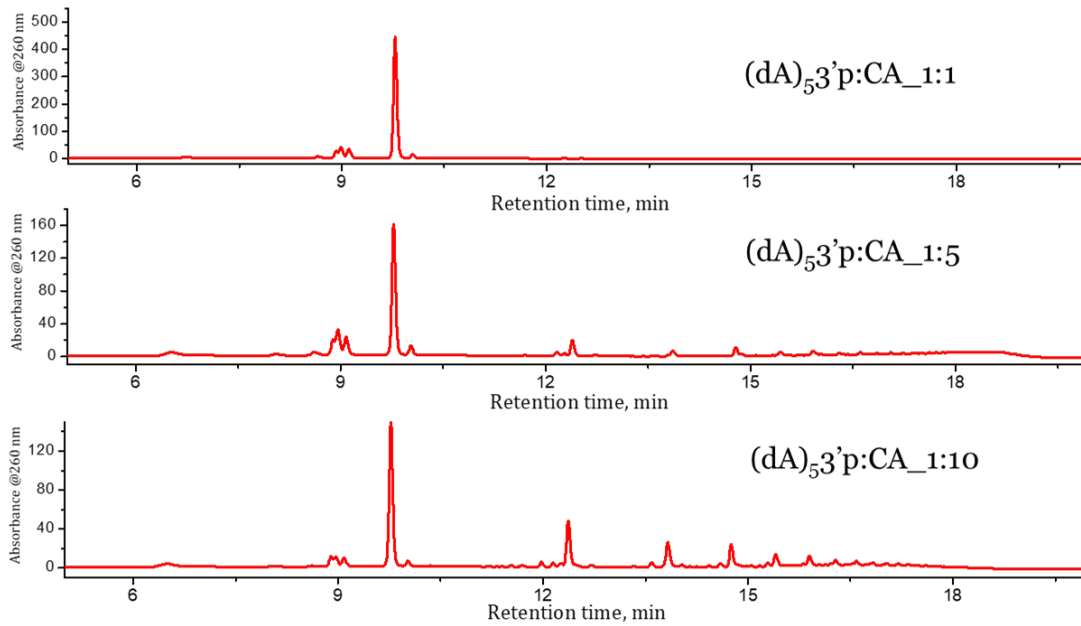 500
400
300
200
100
0
Absorbance @260 nm
(dA)₅3’p:CA_1:1
6 9 12 15 18
Retention time, min
160
120
80
40
0
Absorbance @260 nm
(dA)₅3’p:CA_1:5
6 9 12 15 18
Retention time, min
120
80
40
0
Absorbance @260 nm
(dA)₅3’p:CA_1:10
6 9 12 15 18
Retention time, min